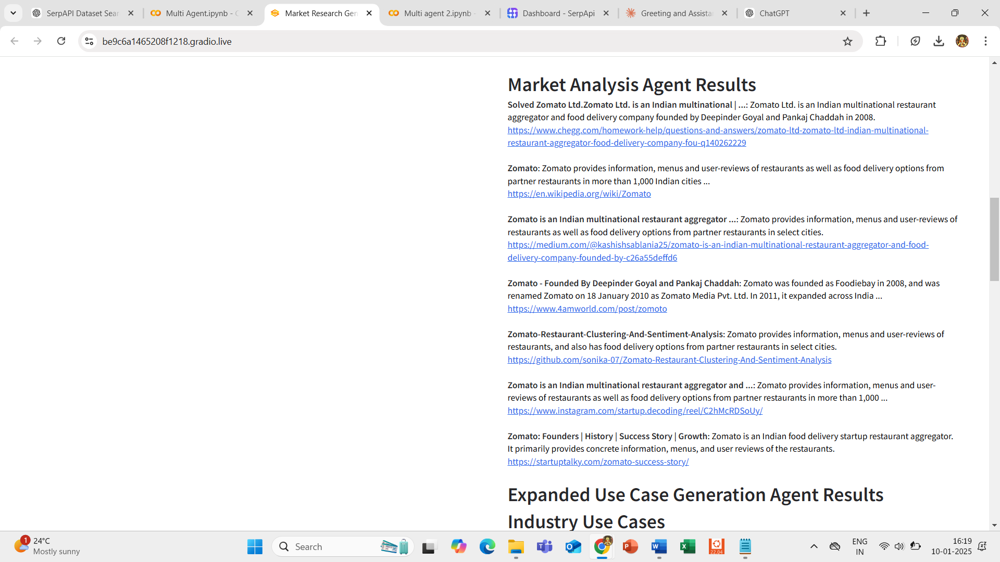 SerpAPI Dataset Sear
Multi Agent.ipynb - C
Market Research Gen
Multi agent 2.ipynb -
Dashboard - SerpApi
Greeting and Assistan
ChatGPT
be9c6a1465208f1218.gradio.live
Market Analysis Agent Results
Solved Zomato Ltd.Zomato Ltd. is an Indian multinational | ...: Zomato Ltd. is an Indian multinational restaurant
aggregator and food delivery company founded by Deepinder Goyal and Pankaj Chaddah in 2008.
https://www.chegg.com/homework-help/questions-and-answers/zomato-ltd-zomato-ltd-indian-multinational-
restaurant-aggregator-food-delivery-company-fou-q140262229
Zomato: Zomato provides information, menus and user-reviews of restaurants as well as food delivery options from
partner restaurants in more than 1,000 Indian cities ...
https://en.wikipedia.org/wiki/Zomato
Zomato is an Indian multinational restaurant aggregator ...: Zomato provides information, menus and user-reviews of
restaurants as well as food delivery options from partner restaurants in select cities.
https://medium.com/@kashishsablania25/zomato-is-an-indian-multinational-restaurant-aggregator-and-food-
delivery-company-founded-by-c26a55deffd6
Zomato - Founded By Deepinder Goyal and Pankaj Chaddah: Zomato was founded as Foodiebay in 2008, and was
renamed Zomato on 18 January 2010 as Zomato Media Pvt. Ltd. In 2011, it expanded across India ...
https://www.4amworld.com/post/zomoto
Zomato-Restaurant-Clustering-And-Sentiment-Analysis: Zomato provides information, menus and user-reviews of
restaurants, and also has food delivery options from partner restaurants in select cities.
https://github.com/sonika-07/Zomato-Restaurant-Clustering-And-Sentiment-Analysis
Zomato is an Indian multinational restaurant aggregator and ...: Zomato provides information, menus and user-
reviews of restaurants as well as food delivery options from partner restaurants in more than 1,000 ...
https://www.instagram.com/startup.decoding/reel/C2hMcRDSoUy/
Zomato: Founders | History | Success Story | Growth: Zomato is an Indian food delivery startup restaurant aggregator.
It primarily provides concrete information, menus, and user reviews of the restaurants.
https://startuptalky.com/zomato-success-story/
Expanded Use Case Generation Agent Results
Industry Use Cases
1
24°C
Mostly sunny
Search
22.04
ENG
IN
16:19
10-01-2025